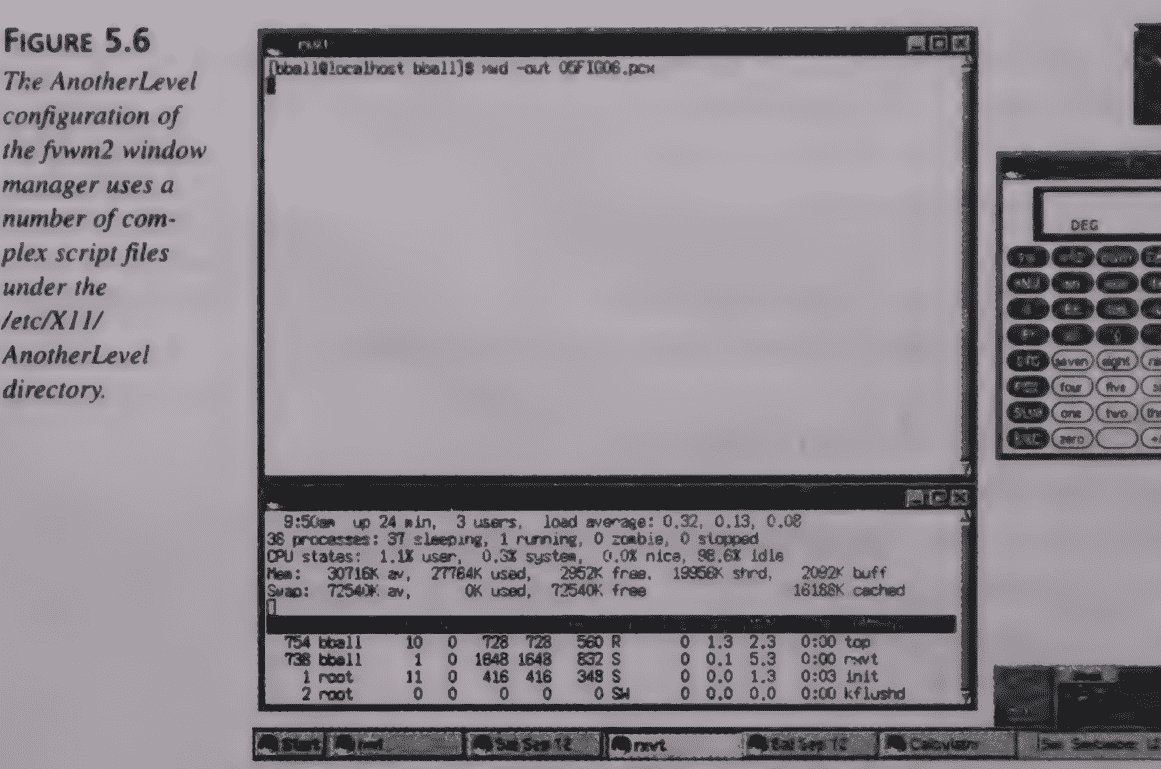 FIGURE 5.6
The AnotherLevel
configuration of
the fvwm2 window
manager uses a
number of com-
plex script files
under the
/etc/X11/
AnotherLevel
directory.
rxvt
[bball@localhost bball]$ xwd -out 05FIG06.pcx
DEG
seven eight
four five
one two
zero
9:50am up 24 min, 3 users, load average: 0.32, 0.13, 0.08
38 processes: 37 sleeping, 1 running, 0 zombie, 0 stopped
CPU states: 1.1% user, 0.3% system, 0.0% nice, 98.6% idle
Mem: 30716K av, 27764K used, 2952K free, 19956K shrd, 2092K buff
Swap: 72540K av, 0K used, 72540K free 16188K cached
754 bball 10 0 728 728 560 R 0 1.3 2.3 0:00 top
738 bball 1 0 1648 1648 832 S 0 0.1 5.3 0:00 rxvt
1 root 11 0 416 416 348 S 0 0.0 1.3 0:03 init
2 root 0 0 0 0 0 SW 0 0.0 0.0 0:00 kflushd
Start Sat Sep 12 rxvt Sat Sep 12 Calculator